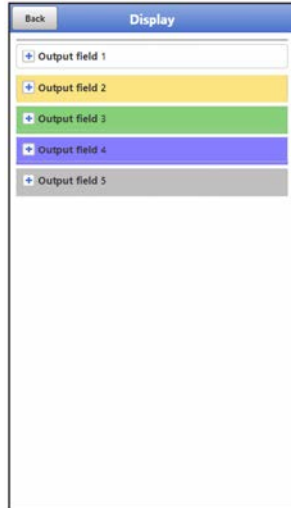 Back
Display
Output field 1
Output field 2
Output field 3
Output field 4
Output field 5